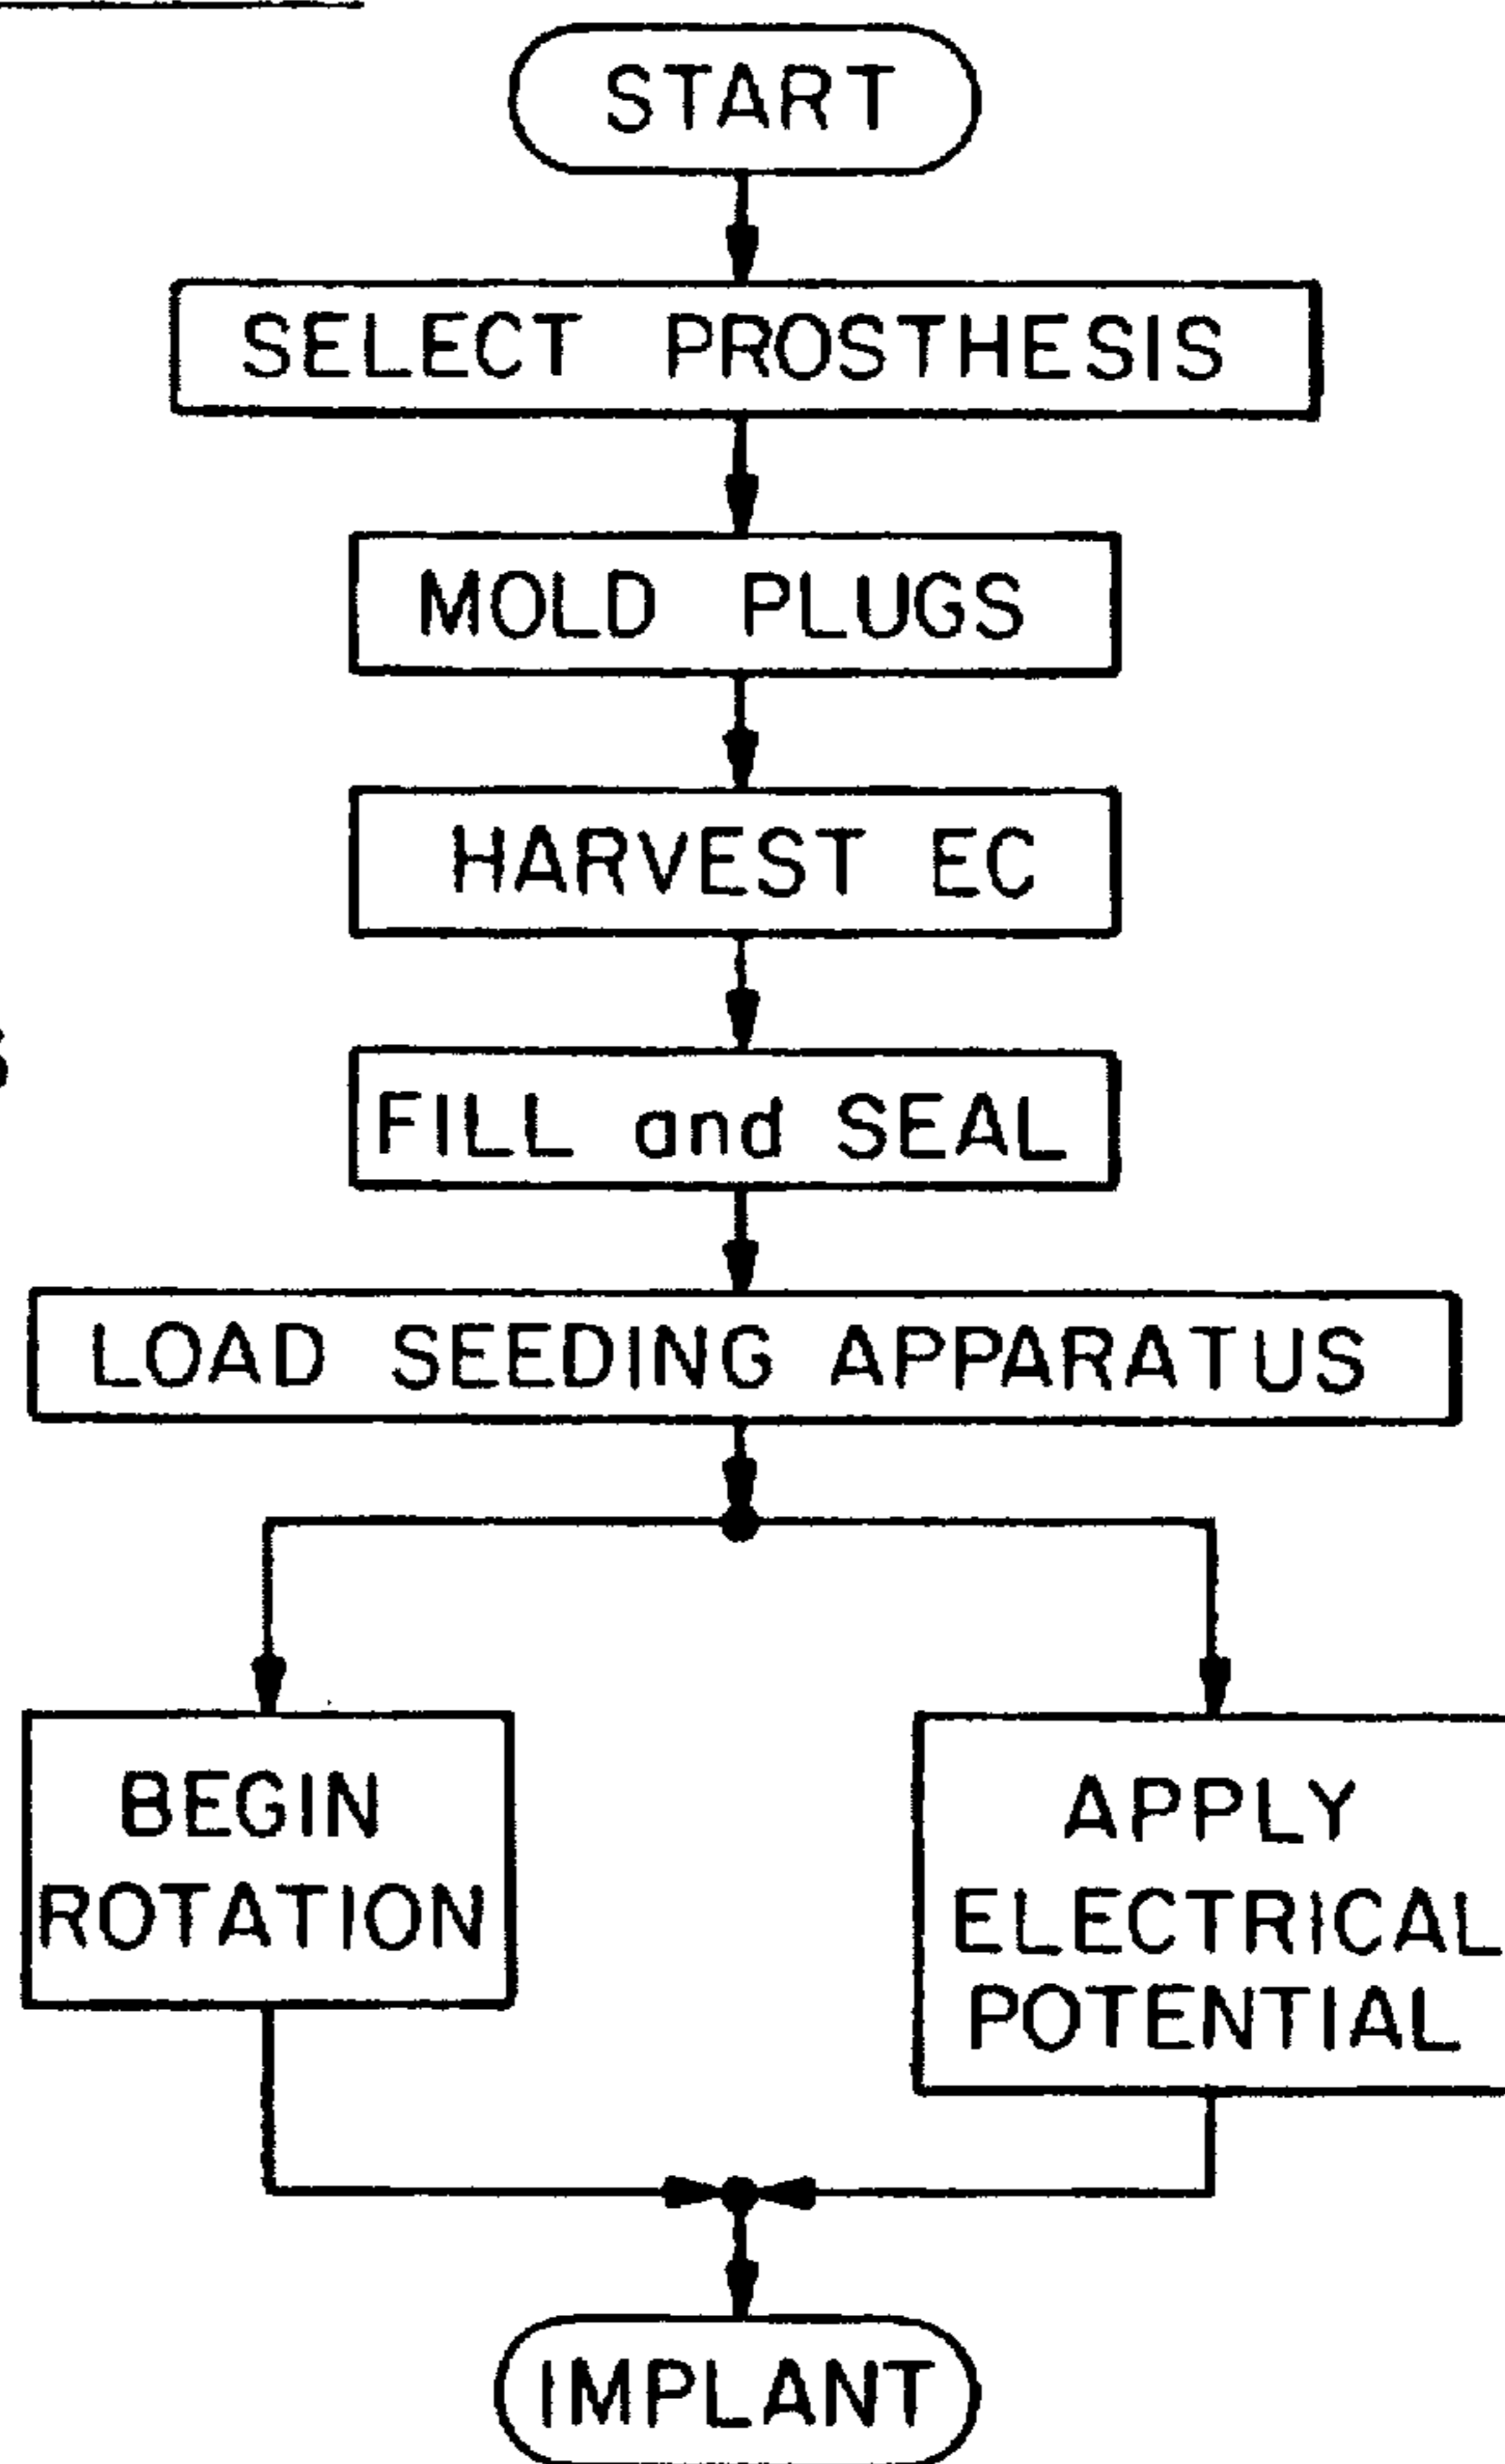 START
SELECT PROSTHESIS
MOLD PLUGS
HARVEST EC
FILL and SEAL
LOAD SEEDING APPARATUS
BEGIN
ROTATION
APPLY
ELECTRICAL
POTENTIAL
IMPLANT